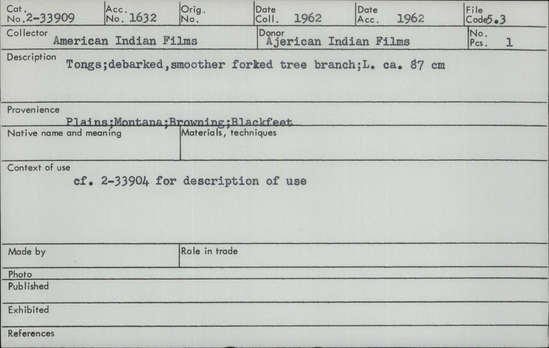 Cat. No. 2-33909 Acc. No. 1632 Orig. No. Date Coll. 1962 Date Acc. 1962 File Code 5.3
Collector American Indian Films Donor Ajerican Indian Films No. Pcs. 1
Description Tongs;debarked,smoother forked tree branch;L. ca. 87 cm
Provenience Plains;Montana;Browning;Blackfeet
Native name and meaning Materials, techniques
Context of use
cf. 2-33904 for description of use
Made by Role in trade
Photo
Published
Exhibited
References